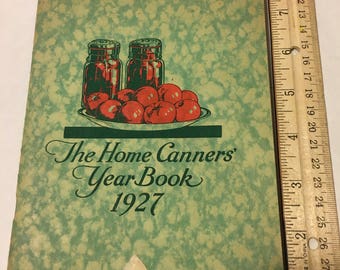 The Home Canners'
Year Book
1927